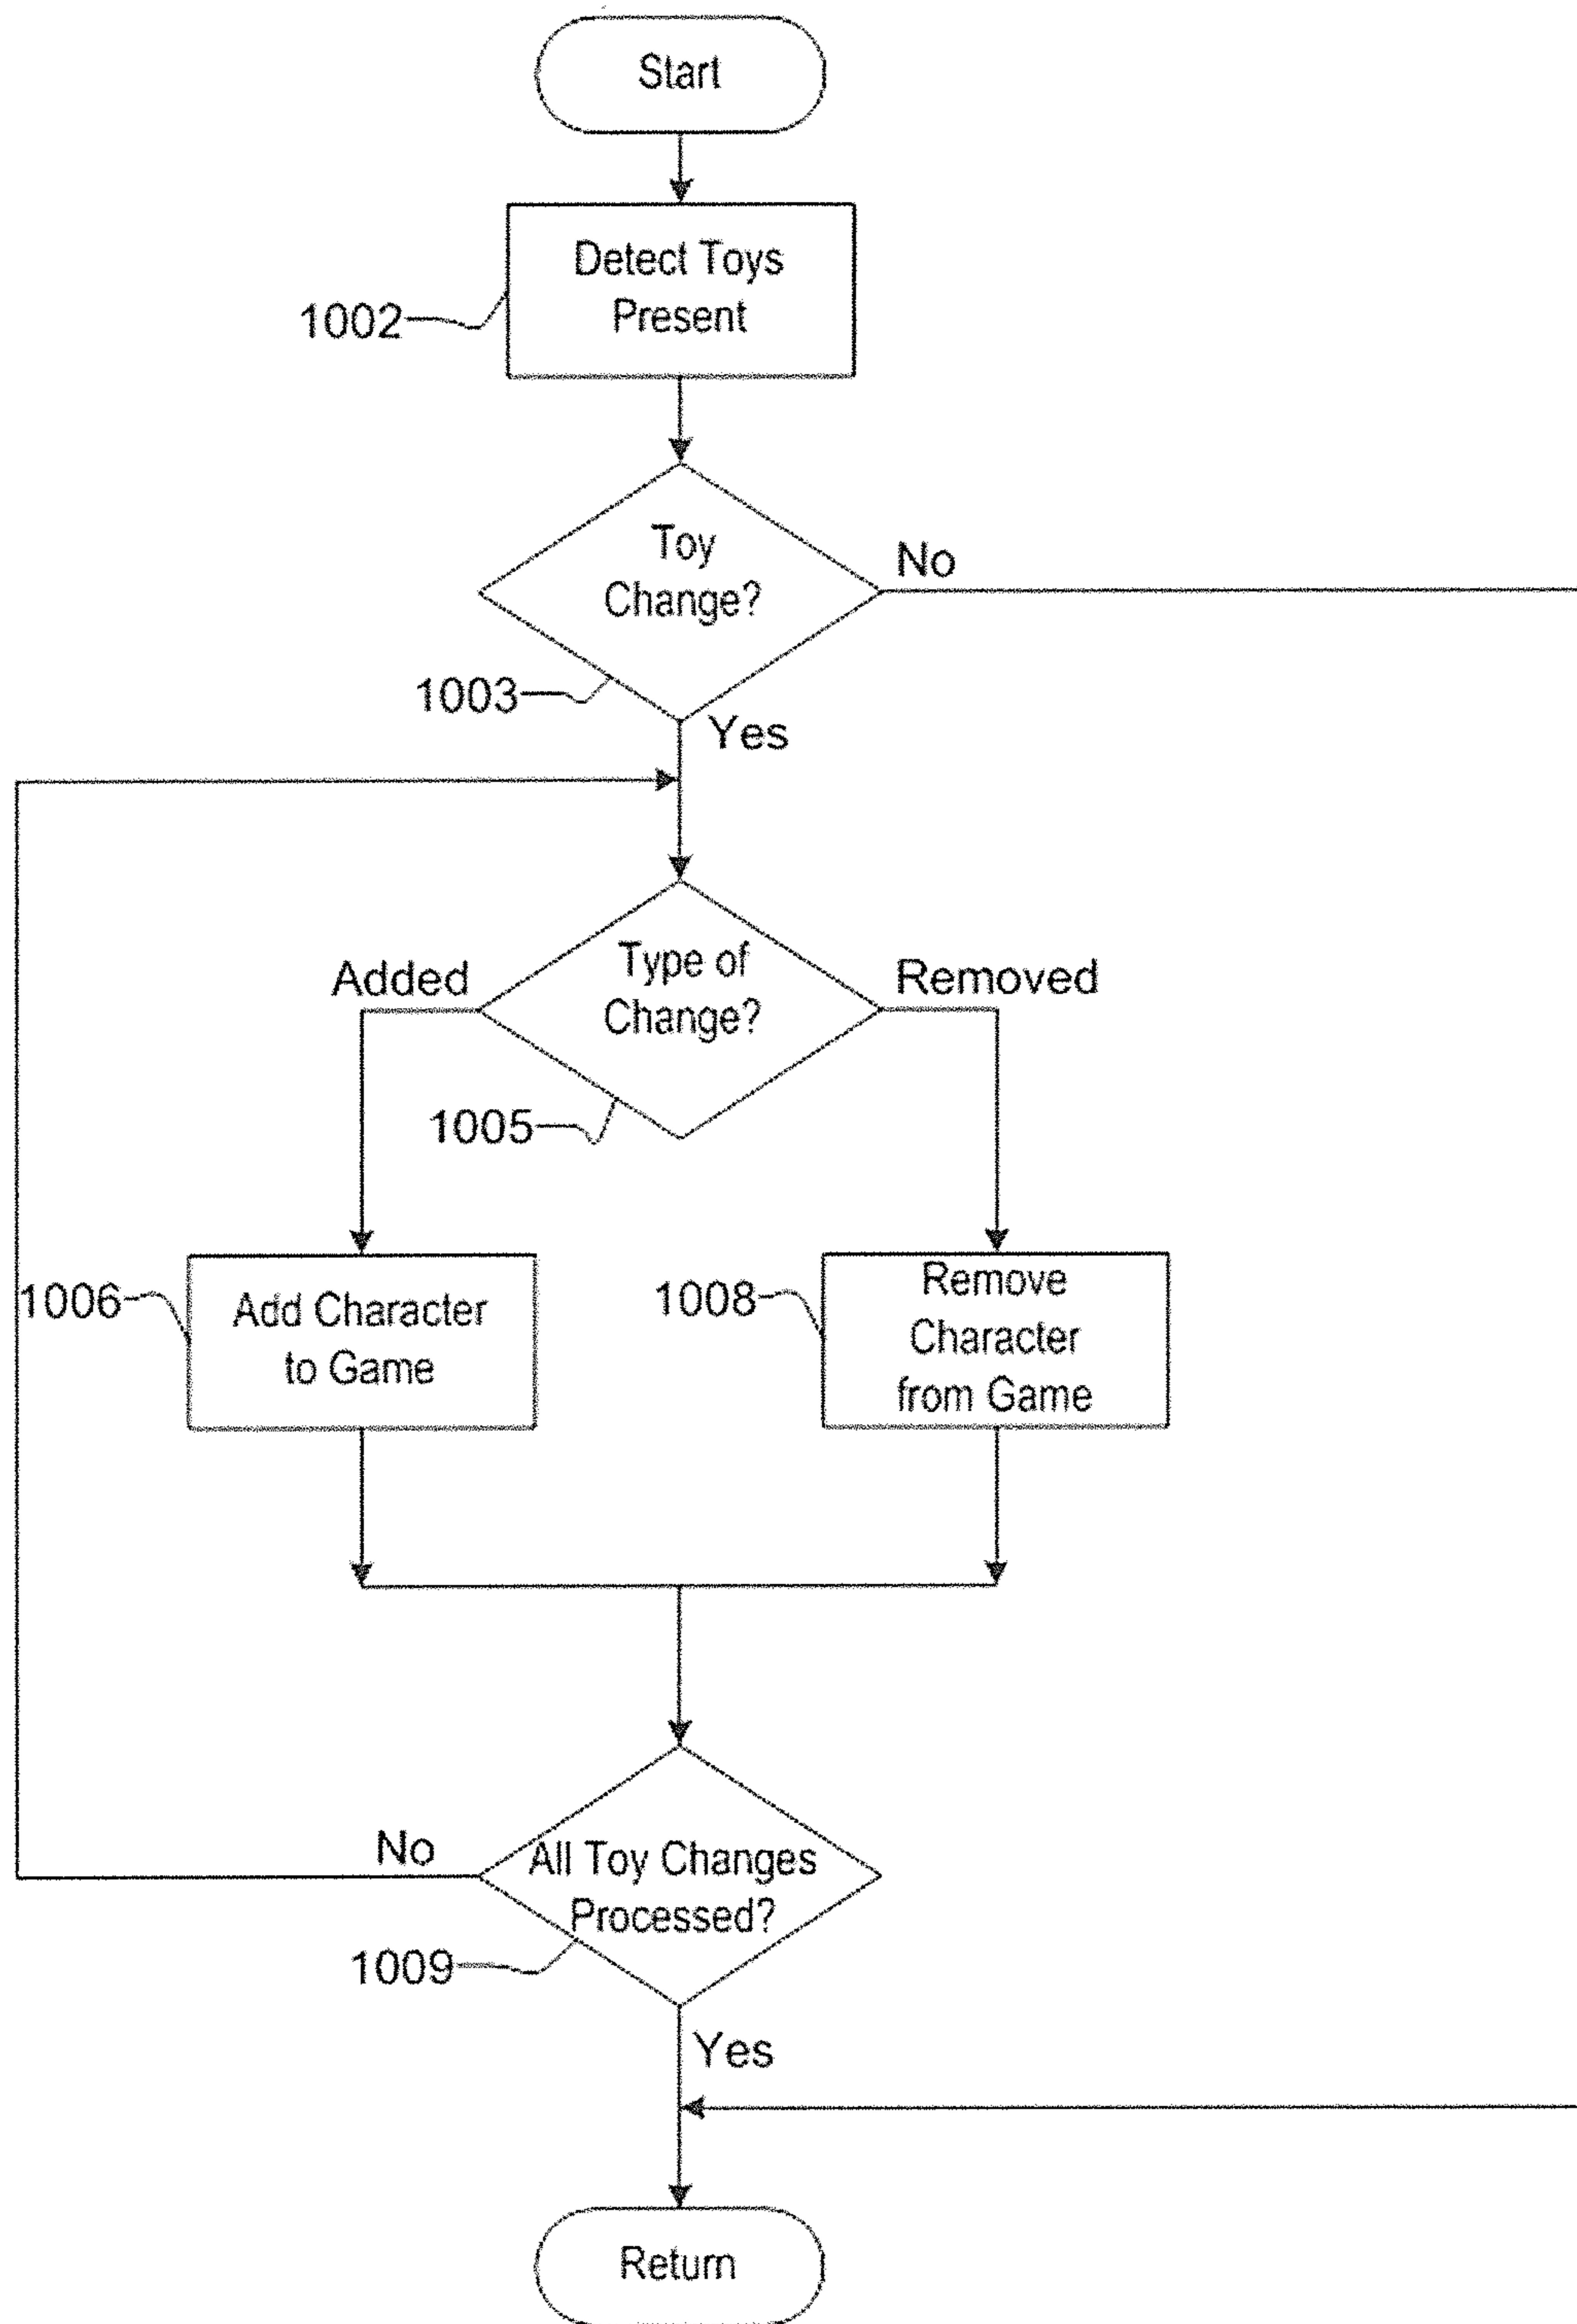 Start
Detect Toys
Present
1002
Toy
Change?
No
1003
Yes
Type of
Change?
Added
Removed
1005
1006
Add Character
to Game
1008
Remove
Character
from Game
No
All Toy Changes
Processed?
1009
Yes
Return